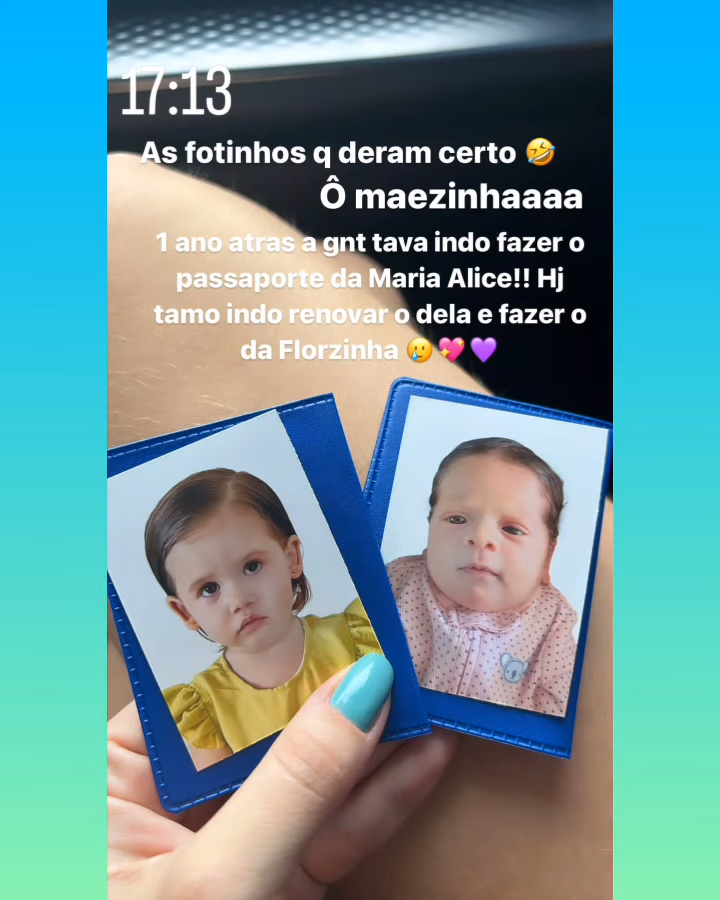 17:13
As fotinhos q deram certo 🤣
Ô maezinhaaaa
1 ano atras a gnt tava indo fazer o
passaporte da Maria Alice!! Hj
tamo indo renovar o dela e fazer o
da Florzinha 🥲💖💜